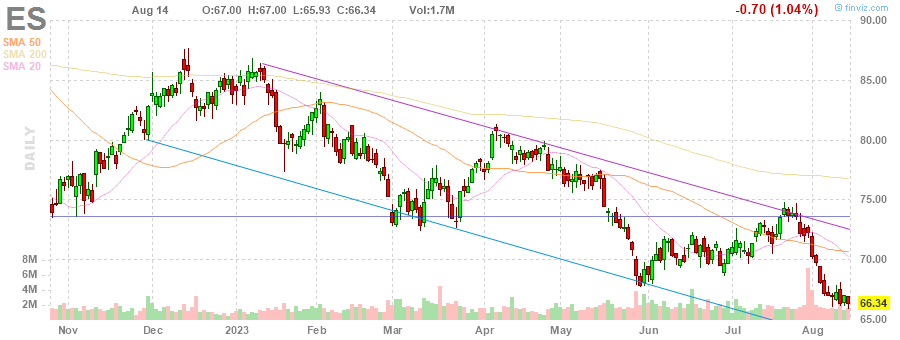 ES
Aug 14 O:67.00 H:67.00 L:65.93 C:66.34 Vol:1.7M -0.70 (1.04%) © finviz.com
SMA 50
SMA 200
SMA 20
DAILY
90.00
85.00
80.00
75.00
70.00
66.34
65.00
8M
6M
4M
2M
Nov Dec 2023 Feb Mar Apr May Jun Jul Aug